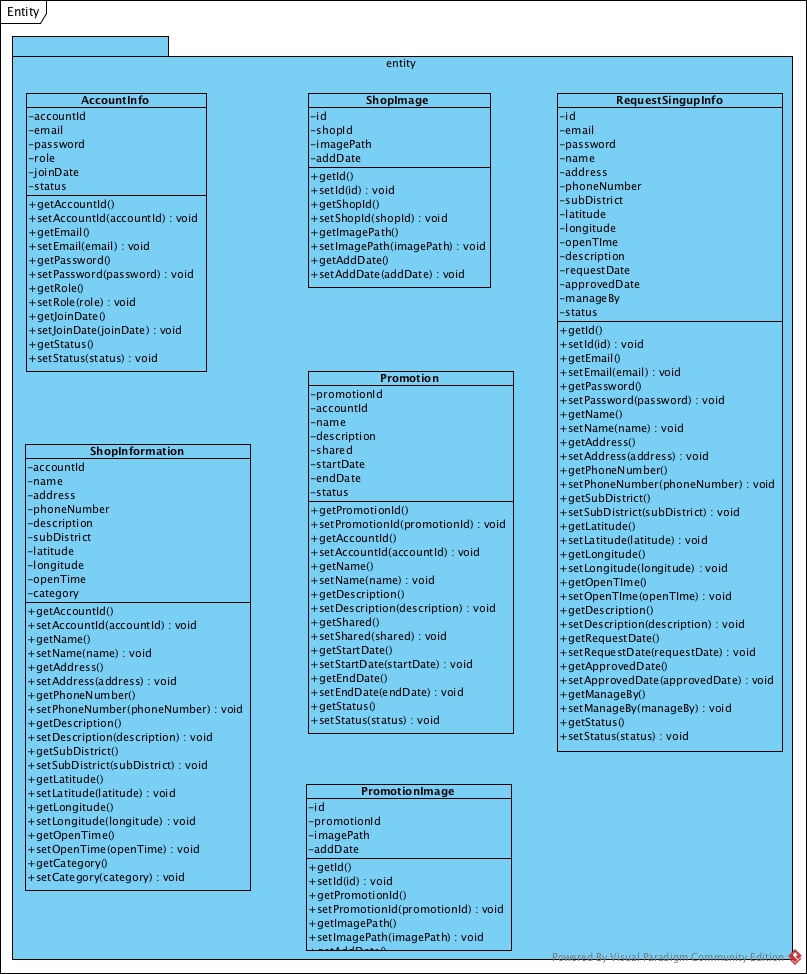 Entity
entity
AccountInfo
-accountId
-email
-password
-role
-joinDate
-status
+getAccountId()
+setAccountId(accountId) : void
+getEmail()
+setEmail(email) : void
+getPassword()
+setPassword(password) : void
+getRole()
+setRole(role) : void
+getJoinDate()
+setJoinDate(joinDate) : void
+getStatus()
+setStatus(status) : void
ShopInformation
-accountId
-name
-address
-phoneNumber
-description
-subDistrict
-latitude
-longitude
-openTime
-category
+getAccountId()
+setAccountId(accountId) : void
+getName()
+setName(name) : void
+getAddress()
+setAddress(address) : void
+getPhoneNumber()
+setPhoneNumber(phoneNumber) : void
+getDescription()
+setDescription(description) : void
+getSubDistrict()
+setSubDistrict(subDistrict) : void
+getLatitude()
+setLatitude(latitude) : void
+getLongitude()
+setLongitude(longitude) : void
+getOpenTime()
+setOpenTime(openTime) : void
+getCategory()
+setCategory(category) : void
ShopImage
-id
-shopId
-imagePath
-addDate
+getId()
+setId(id) : void
+getShopId()
+setShopId(shopId) : void
+getImagePath()
+setImagePath(imagePath) : void
+getAddDate()
+setAddDate(addDate) : void
Promotion
-promotionId
-accountId
-name
-description
-shared
-startDate
-endDate
-status
+getPromotionId()
+setPromotionId(promotionId) : void
+getAccountId()
+setAccountId(accountId) : void
+getName()
+setName(name) : void
+getDescription()
+setDescription(description) : void
+getShared()
+setShared(shared) : void
+getStartDate()
+setStartDate(startDate) : void
+getEndDate()
+setEndDate(endDate) : void
+getStatus()
+setStatus(status) : void
PromotionImage
-id
-promotionId
-imagePath
-addDate
+getId()
+setId(id) : void
+getPromotionId()
+setPromotionId(promotionId) : void
+getImagePath()
+setImagePath(imagePath) : void
RequestSingupInfo
-id
-email
-password
-name
-address
-phoneNumber
-subDistrict
-latitude
-longitude
-openTIme
-description
-requestDate
-approvedDate
-manageBy
-status
+getId()
+setId(id) : void
+getEmail()
+setEmail(email) : void
+getPassword()
+setPassword(password) : void
+getName()
+setName(name) : void
+getAddress()
+setAddress(address) : void
+getPhoneNumber()
+setPhoneNumber(phoneNumber) : void
+getSubDistrict()
+setSubDistrict(subDistrict) : void
+getLatitude()
+setLatitude(latitude) : void
+getLongitude()
+setLongitude(longitude) : void
+getOpenTIme()
+setOpenTIme(openTIme) : void
+getDescription()
+setDescription(description) : void
+getRequestDate()
+setRequestDate(requestDate) : void
+getApprovedDate()
+setApprovedDate(approvedDate) : void
+getManageBy()
+setManageBy(manageBy) : void
+getStatus()
+setStatus(status) : void
Powered By Visual Paradigm Community Edition